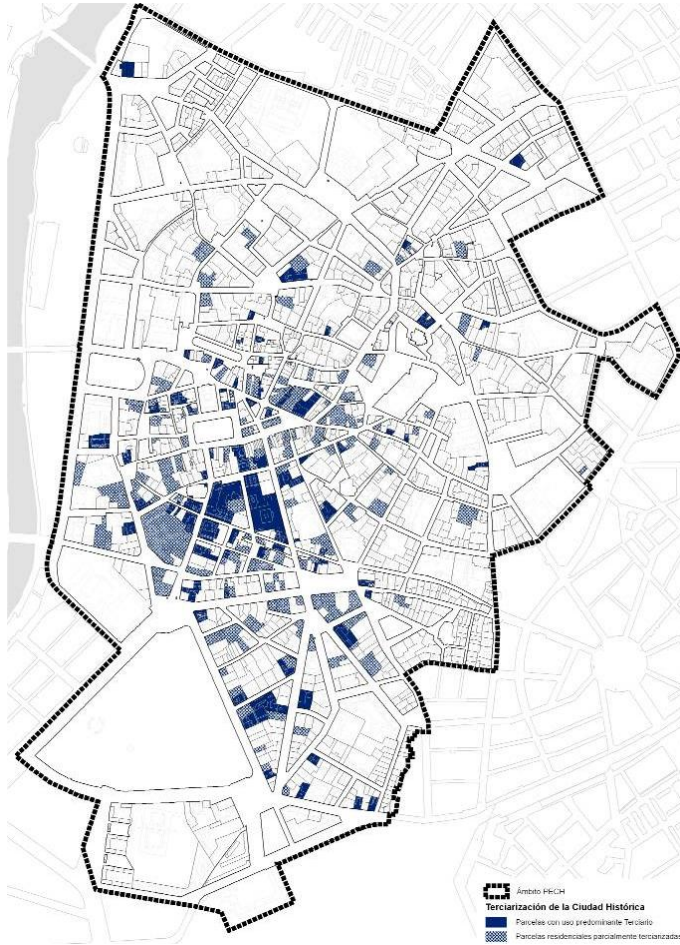 Ámbito PECH
Terciarización de la Ciudad Histórica
Parcelas con uso predominante Terciario
Parcelas residenciales parcialmente terciarizadas